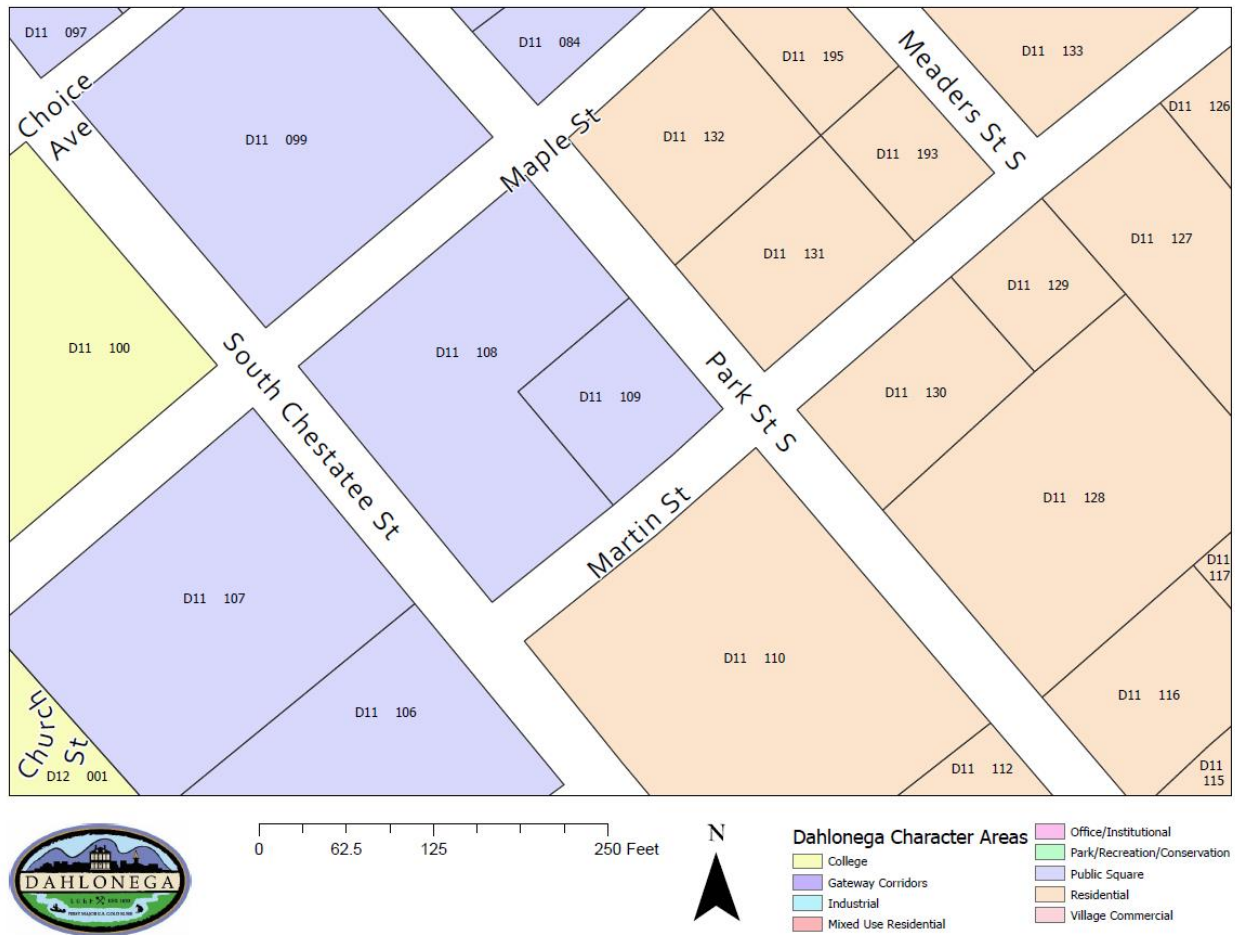 D11 097
D11 084
D11 195
Meaders St S
D11 133
D11 126
Choice
Ave
D11 099
Maple St
D11 132
D11 193
D11 131
D11 127
D11 129
D11 100
South Chestatee St
D11 108
D11 109
Park St S
D11 130
D11 128
Martin St
D11
117
D11 107
D11 110
D11 116
D11 106
Church
St
D12 001
D11 112
D11
115
DAHLONEGA
0 62.5 125 250 Feet
N
Dahlonega Character Areas
College
Gateway Corridors
Industrial
Mixed Use Residential
Office/Institutional
Park/Recreation/Conservation
Public Square
Residential
Village Commercial